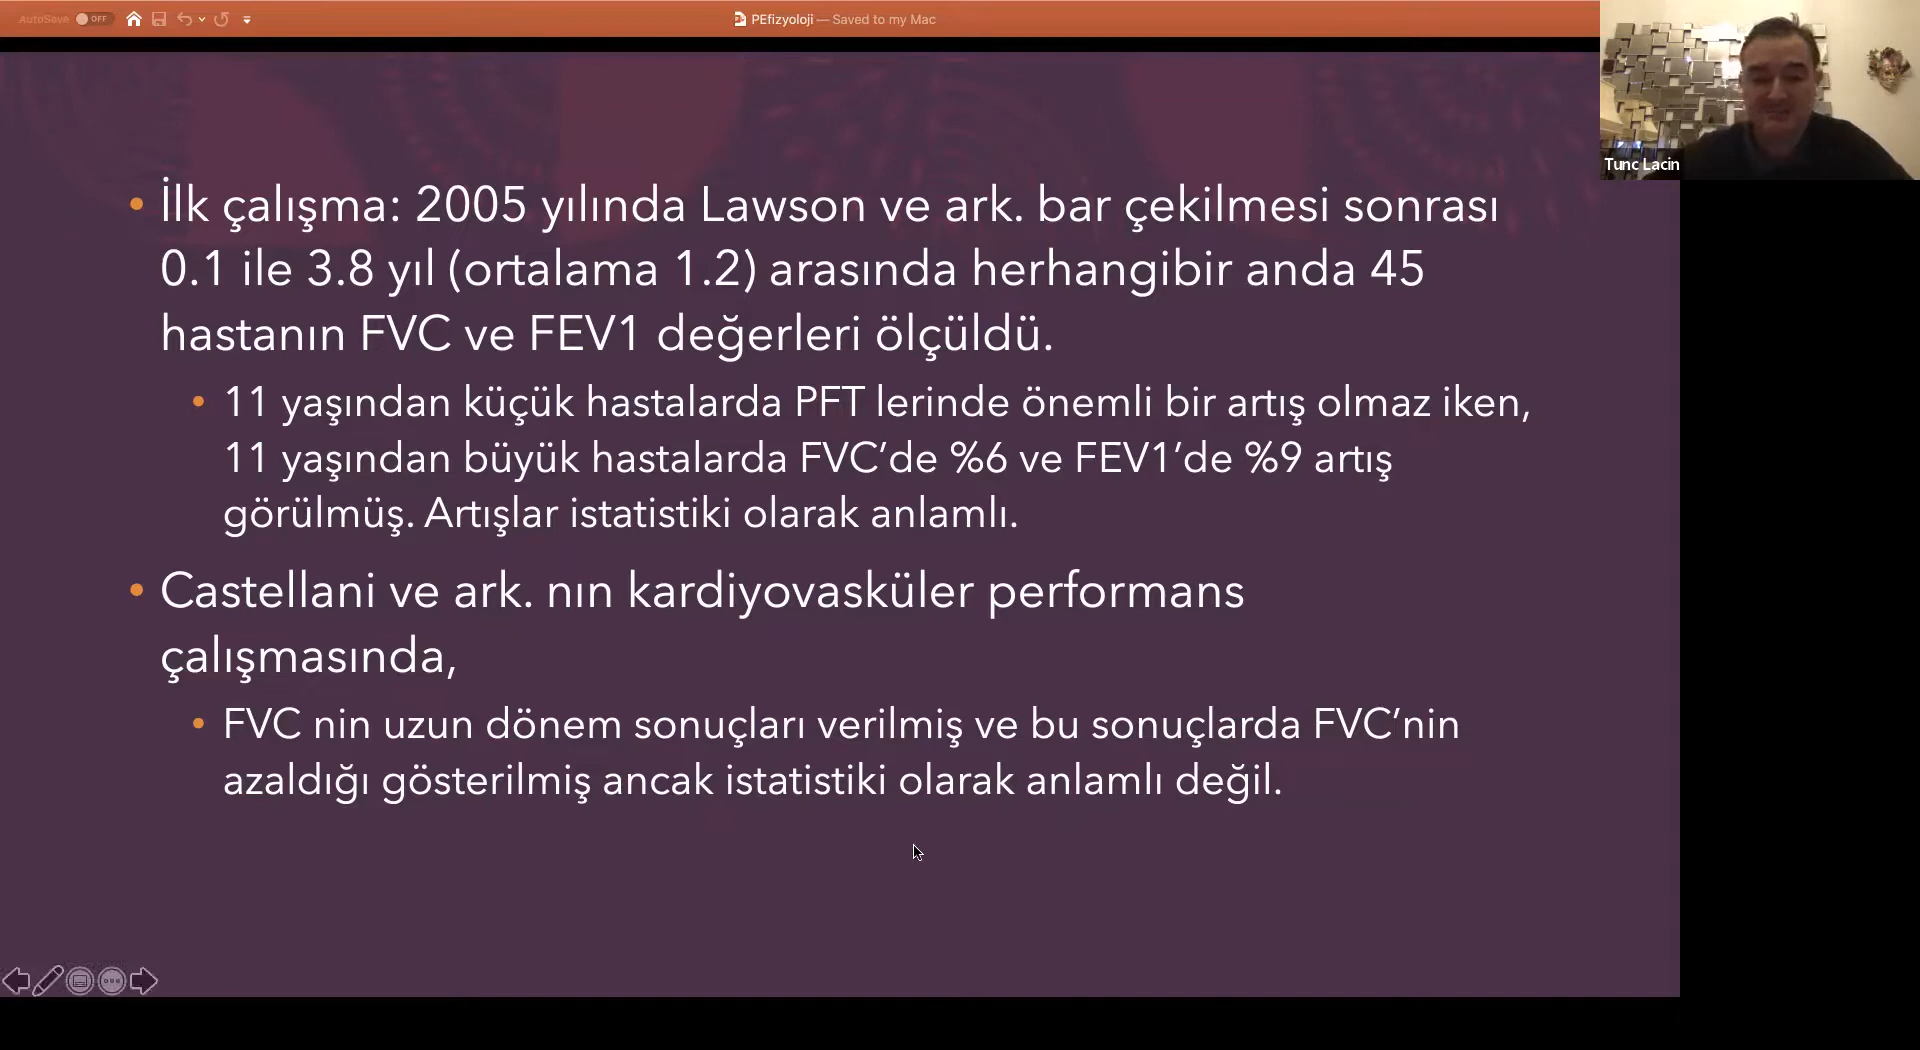 AutoSave OFF
PEfizyoloji — Saved to my Mac
Tunc Lacin
• İlk çalışma: 2005 yılında Lawson ve ark. bar çekilmesi sonrası
0.1 ile 3.8 yıl (ortalama 1.2) arasında herhangibir anda 45
hastanın FVC ve FEV1 değerleri ölçüldü.
• 11 yaşından küçük hastalarda PFT lerinde önemli bir artış olmaz iken,
11 yaşından büyük hastalarda FVC’de %6 ve FEV1’de %9 artış
görülmüş. Artışlar istatistiki olarak anlamlı.
• Castellani ve ark. nın kardiyovasküler performans
çalışmasında,
• FVC nin uzun dönem sonuçları verilmiş ve bu sonuçlarda FVC’nin
azaldığı gösterilmiş ancak istatistiki olarak anlamlı değil.